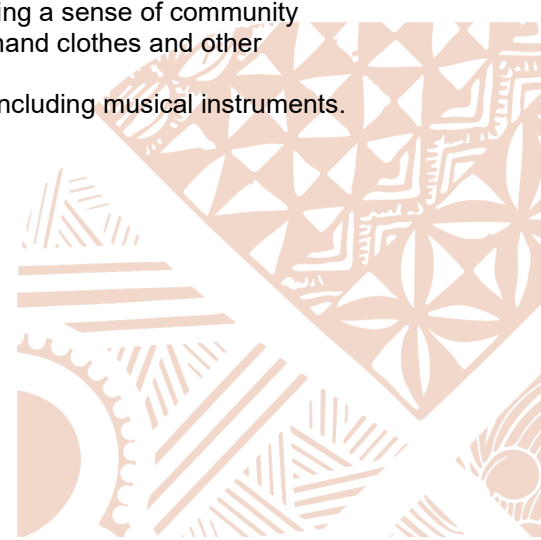 ing a sense of community
hand clothes and other
ncluding musical instruments.